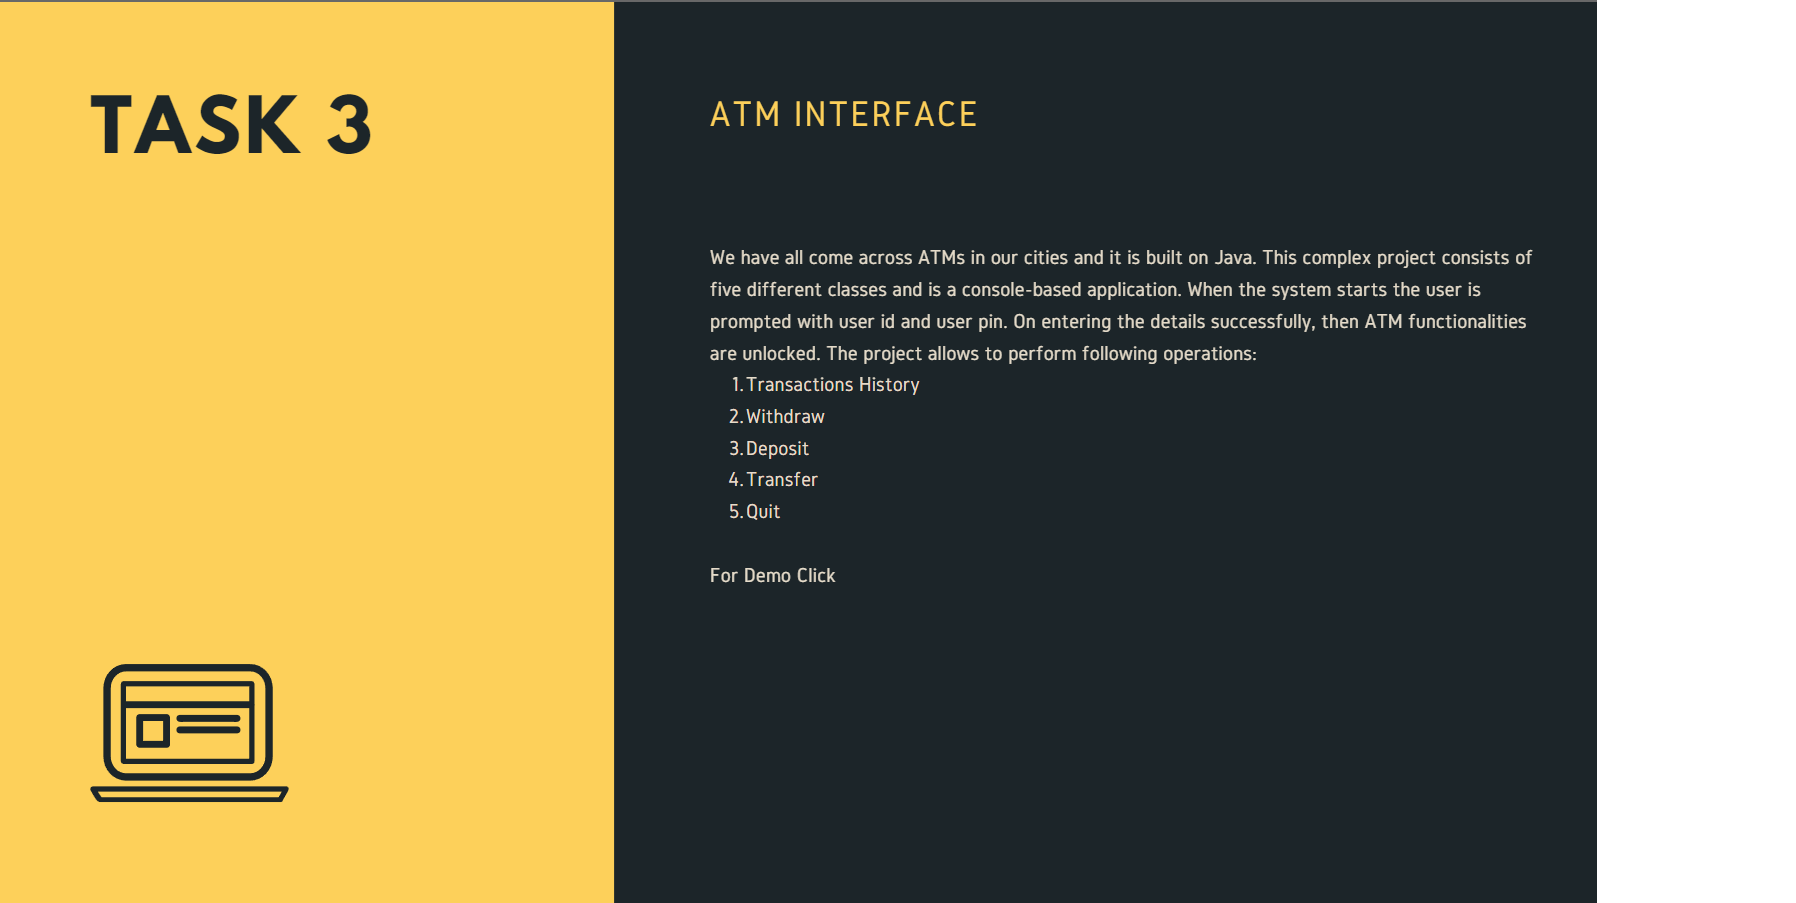 TASK 3
ATM INTERFACE
We have all come across ATMs in our cities and it is built on Java. This complex project consists of
five different classes and is a console-based application. When the system starts the user is
prompted with user id and user pin. On entering the details successfully, then ATM functionalities
are unlocked. The project allows to perform following operations:
1.Transactions History
2.Withdraw
3.Deposit
4.Transfer
5.Quit
For Demo Click